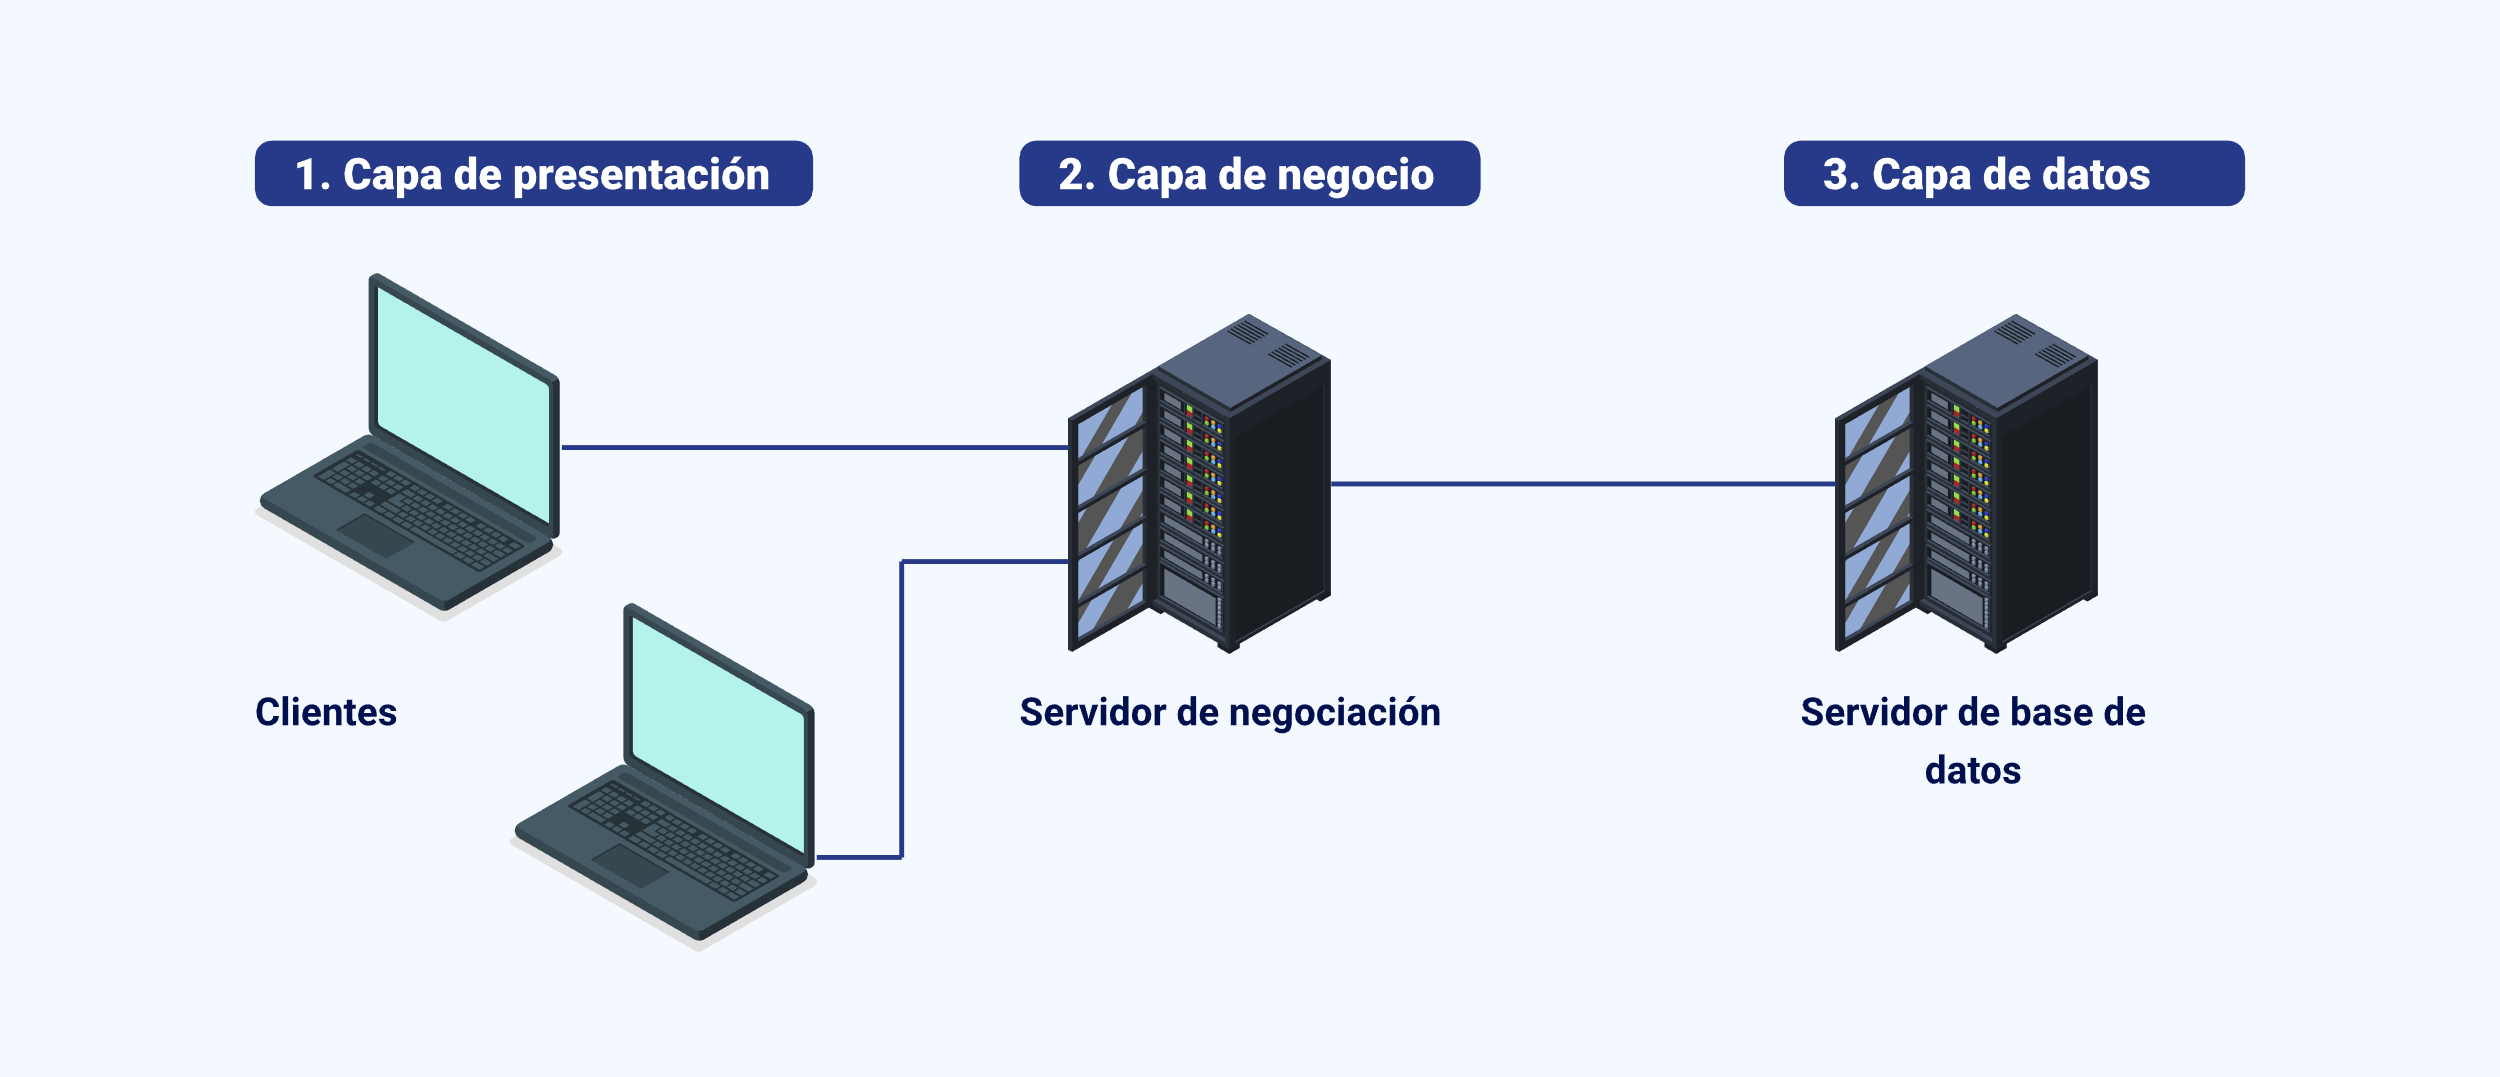 1. Capa de presentación
2. Capa de negocio
3. Capa de datos
Clientes
Servidor de negociación
Servidor de base de
datos